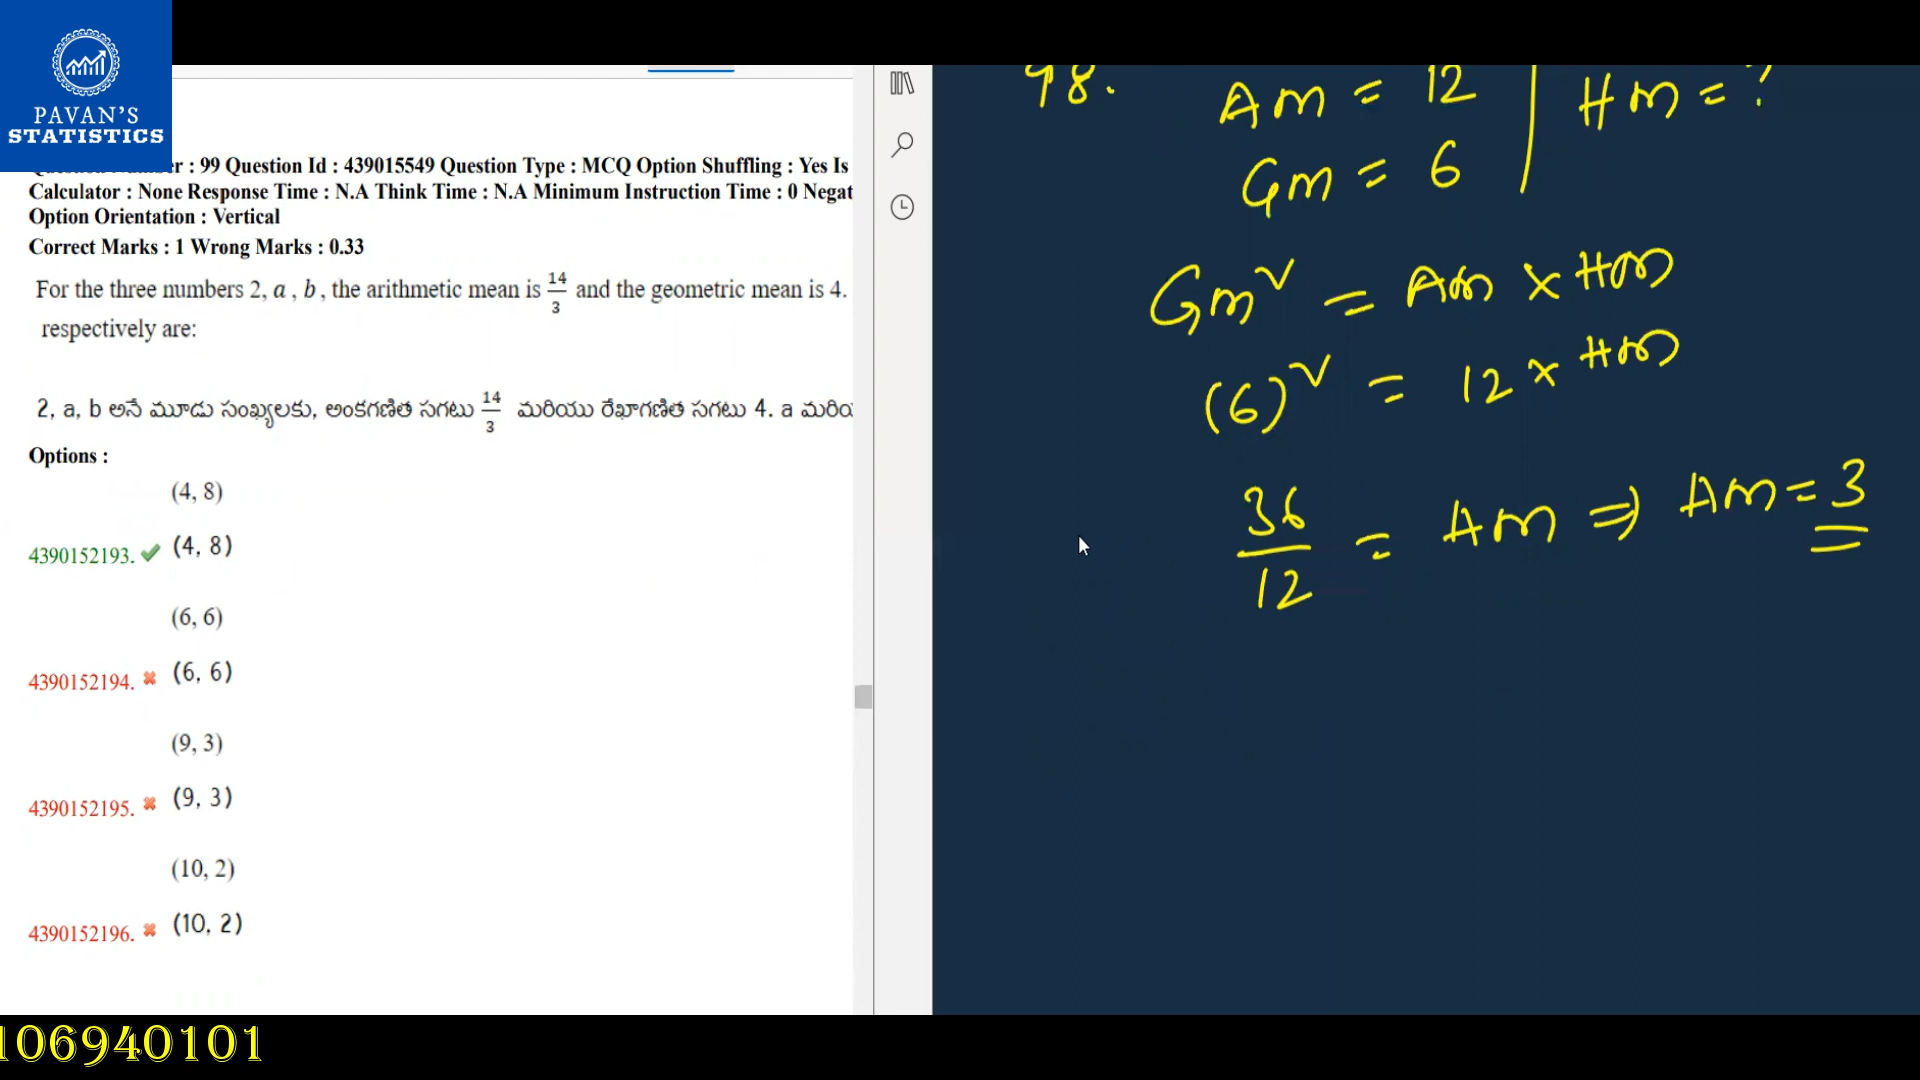 PAVAN'S
STATISTICS
: 99 Question Id : 439015549 Question Type : MCQ Option Shuffling : Yes Is
Calculator : None Response Time : N.A Think Time : N.A Minimum Instruction Time : 0 Negat
Option Orientation : Vertical
Correct Marks : 1 Wrong Marks : 0.33
For the three numbers 2, a , b , the arithmetic mean is 14/3 and the geometric mean is 4.
respectively are:
2, a, b అనే మూడు సంఖ్యలకు, అంకగణిత సగటు 14/3 మరియు రేఖాగణిత సగటు 4. a
Options :
(4, 8)
4390152193. ✔ (4, 8)
(6, 6)
4390152194. ✖ (6, 6)
(9, 3)
4390152195. ✖ (9, 3)
(10, 2)
4390152196. ✖ (10, 2)
98. Am = 12 | Hm = ?
Gm = 6
Gm² = Am × Hm
(6)² = 12 × Hm
36/12 = Am ⇒ Am = 3
106940101